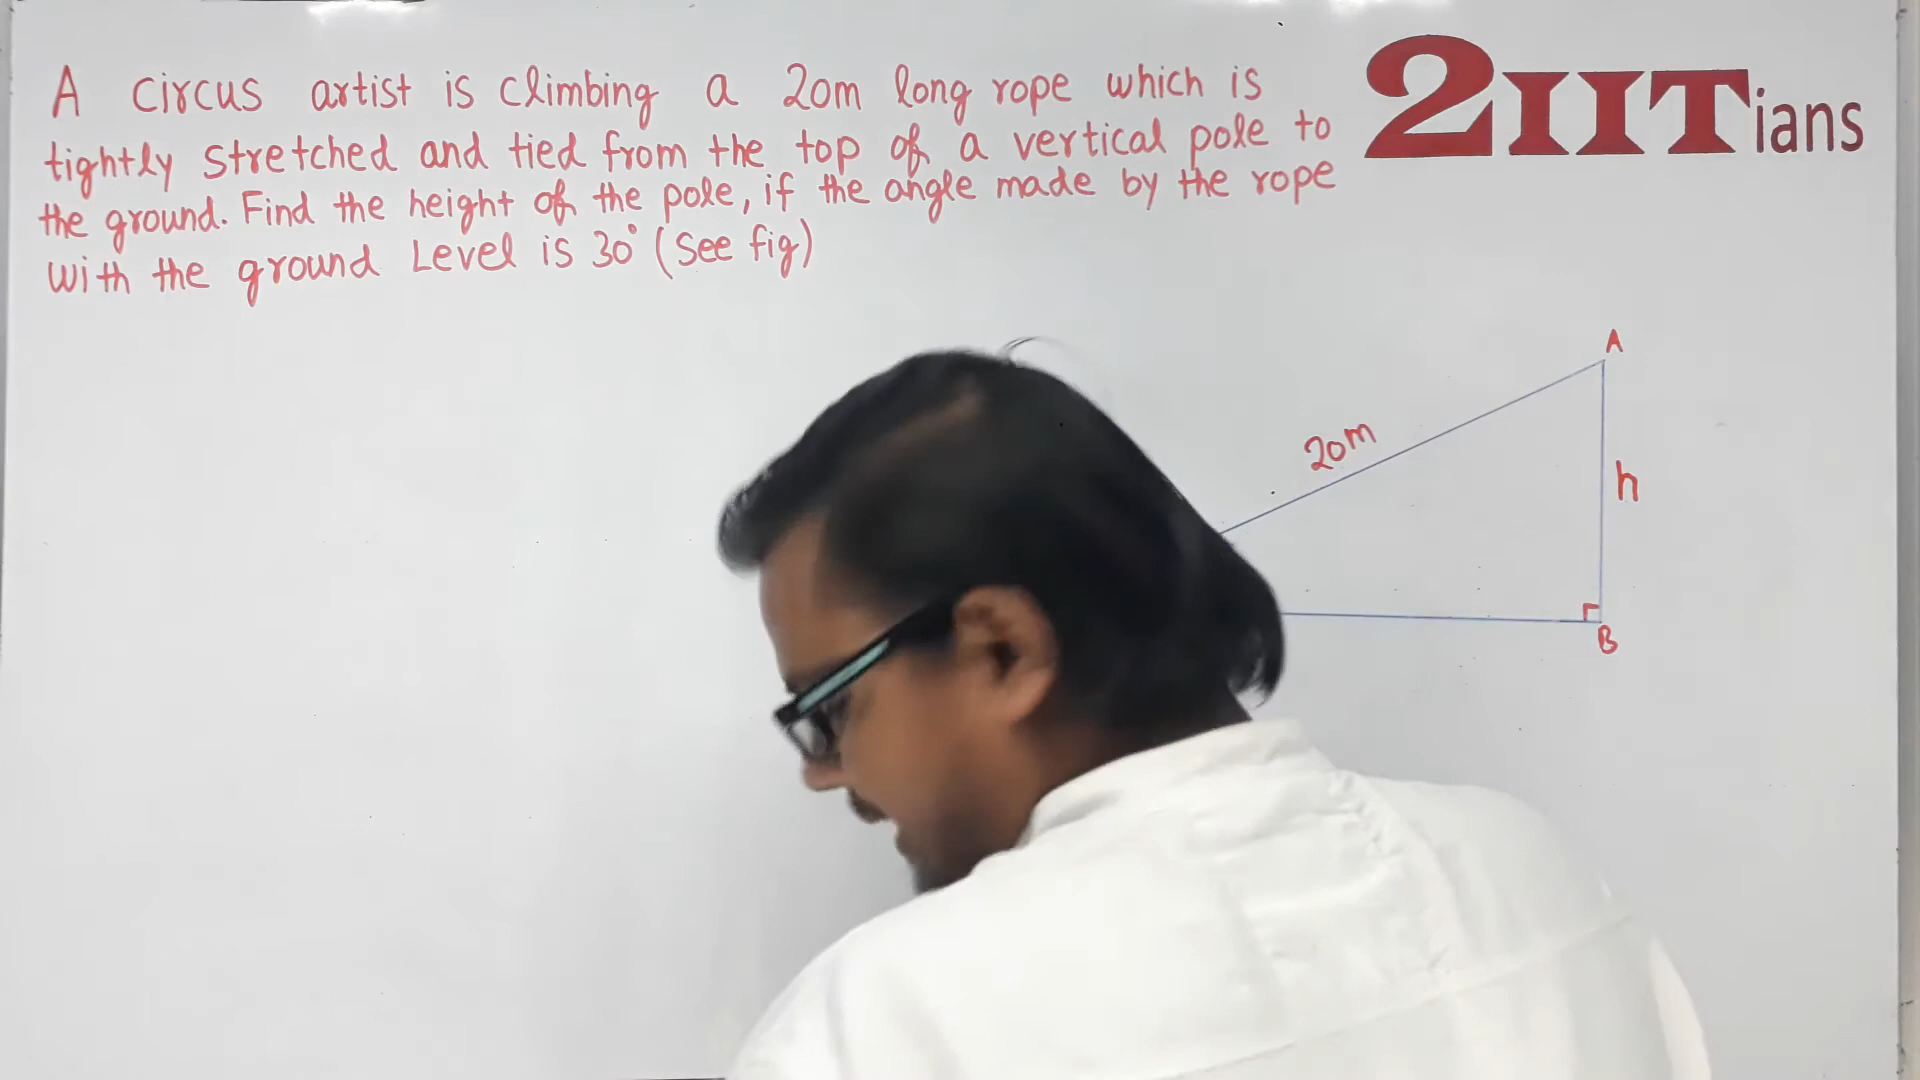 A circus artist is climbing a 20m long rope which is
tightly stretched and tied from the top of a vertical pole to
the ground. Find the height of the pole, if the angle made by the rope
with the ground Level is 30° (See fig)
2IITians
A
20m
h
B